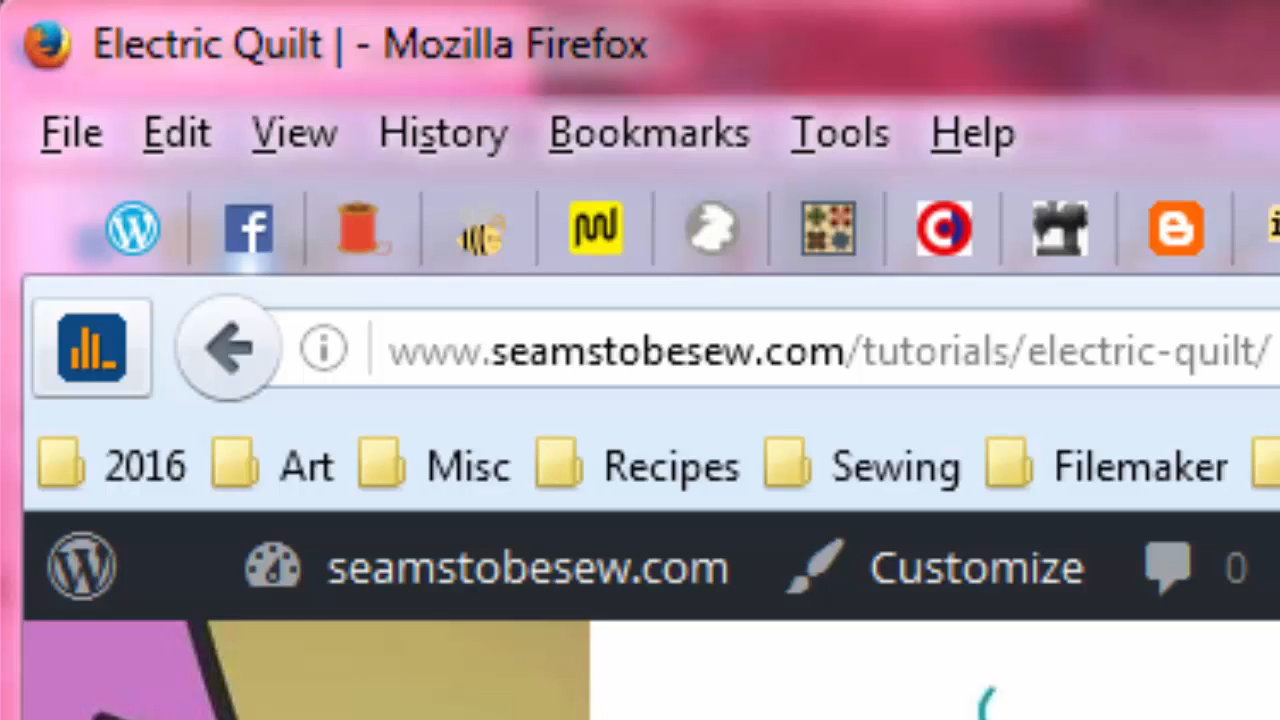 Electric Quilt | - Mozilla Firefox
File Edit View History Bookmarks Tools Help
www.seamstobesew.com/tutorials/electric-quilt/
2016 Art Misc Recipes Sewing Filemaker
seamstobesew.com Customize 0